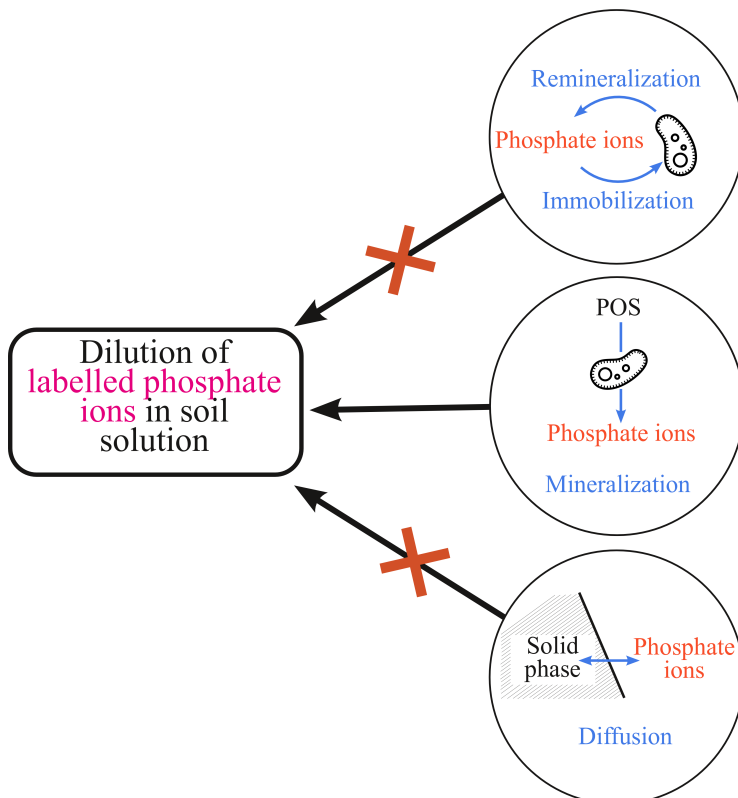 Remineralization
Phosphate ions
Immobilization
POS
Phosphate ions
Mineralization
Dilution of
labelled phosphate
ions in soil
solution
Solid
phase
Phosphate
ions
Diffusion